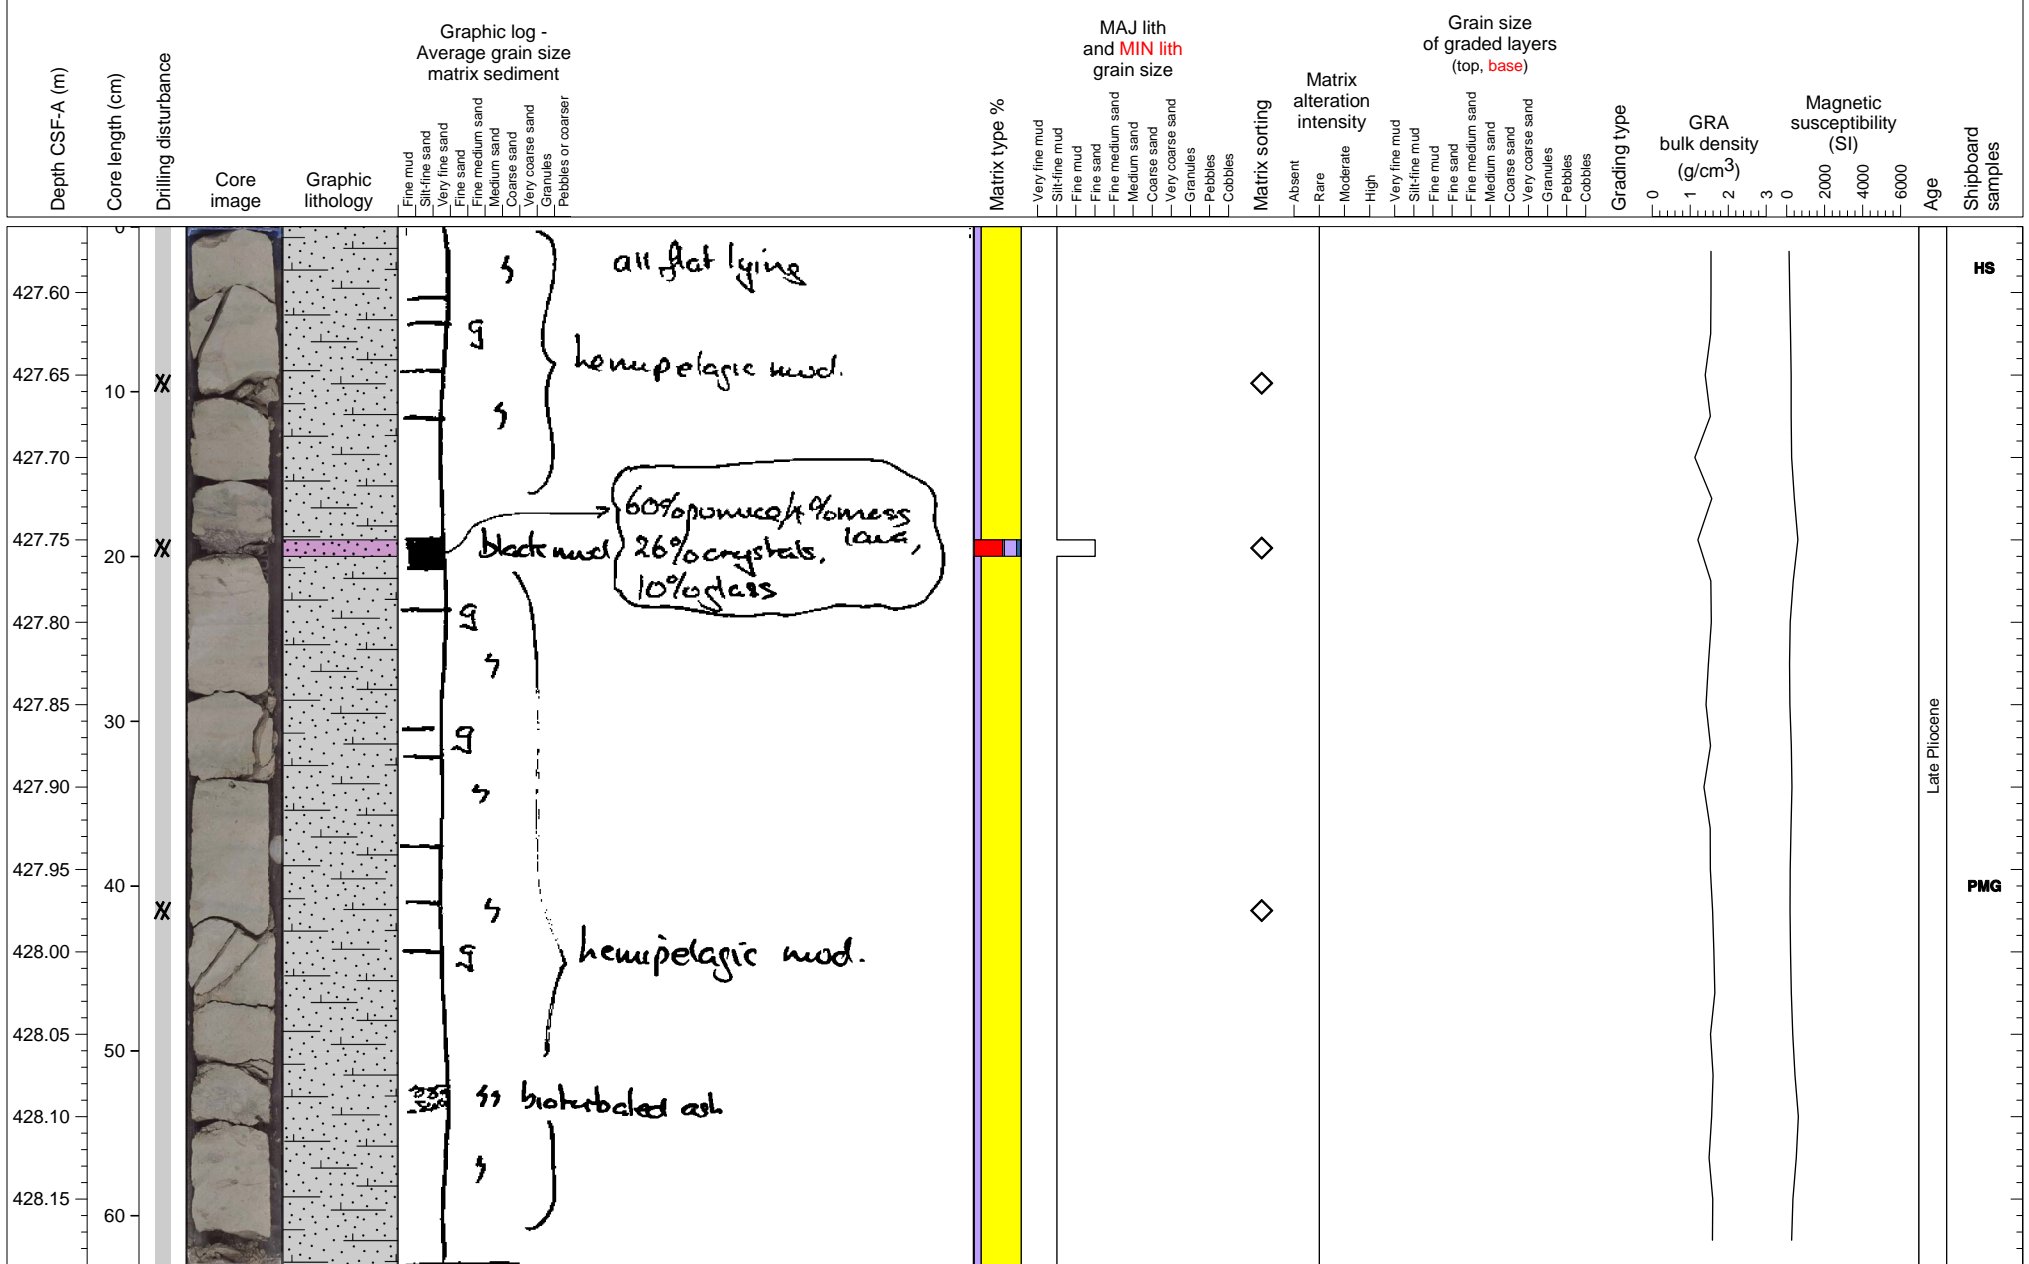 Depth CSF-A (m)
Core length (cm)
Drilling disturbance
Core
image
Graphic
lithology
Graphic log -
Average grain size
matrix sediment
Fine mud
Silt-fine sand
Very fine sand
Fine sand
Fine medium sand
Medium sand
Coarse sand
Very coarse sand
Granules
Pebbles or coarser
Matrix type %
MAJ lith
and MIN lith
grain size
Very fine mud
Silt-fine mud
Fine mud
Fine sand
Fine medium sand
Medium sand
Coarse sand
Very coarse sand
Granules
Pebbles
Cobbles
Matrix sorting
Matrix
alteration
intensity
Absent
Rare
Moderate
High
Grain size
of graded layers
(top, base)
Very fine mud
Silt-fine mud
Fine mud
Fine sand
Fine medium sand
Medium sand
Coarse sand
Very coarse sand
Granules
Pebbles
Cobbles
Grading type
GRA
bulk density
(g/cm3)
0 1 2 3
Magnetic
susceptibility
(SI)
0 2000 4000 6000
Age
Shipboard
samples
0
427.60
427.65
10
427.70
427.75
20
427.80
427.85
30
427.90
427.95
40
428.00
428.05
50
428.10
428.15
60
all flat lying
g
hemipelagic mud.
60% pumice/4% mess
lava,
black mud
26% crystals,
10% glass
g
g
g
hemipelagic mud.
bioturbated ash
Late Pliocene
HS
PMG